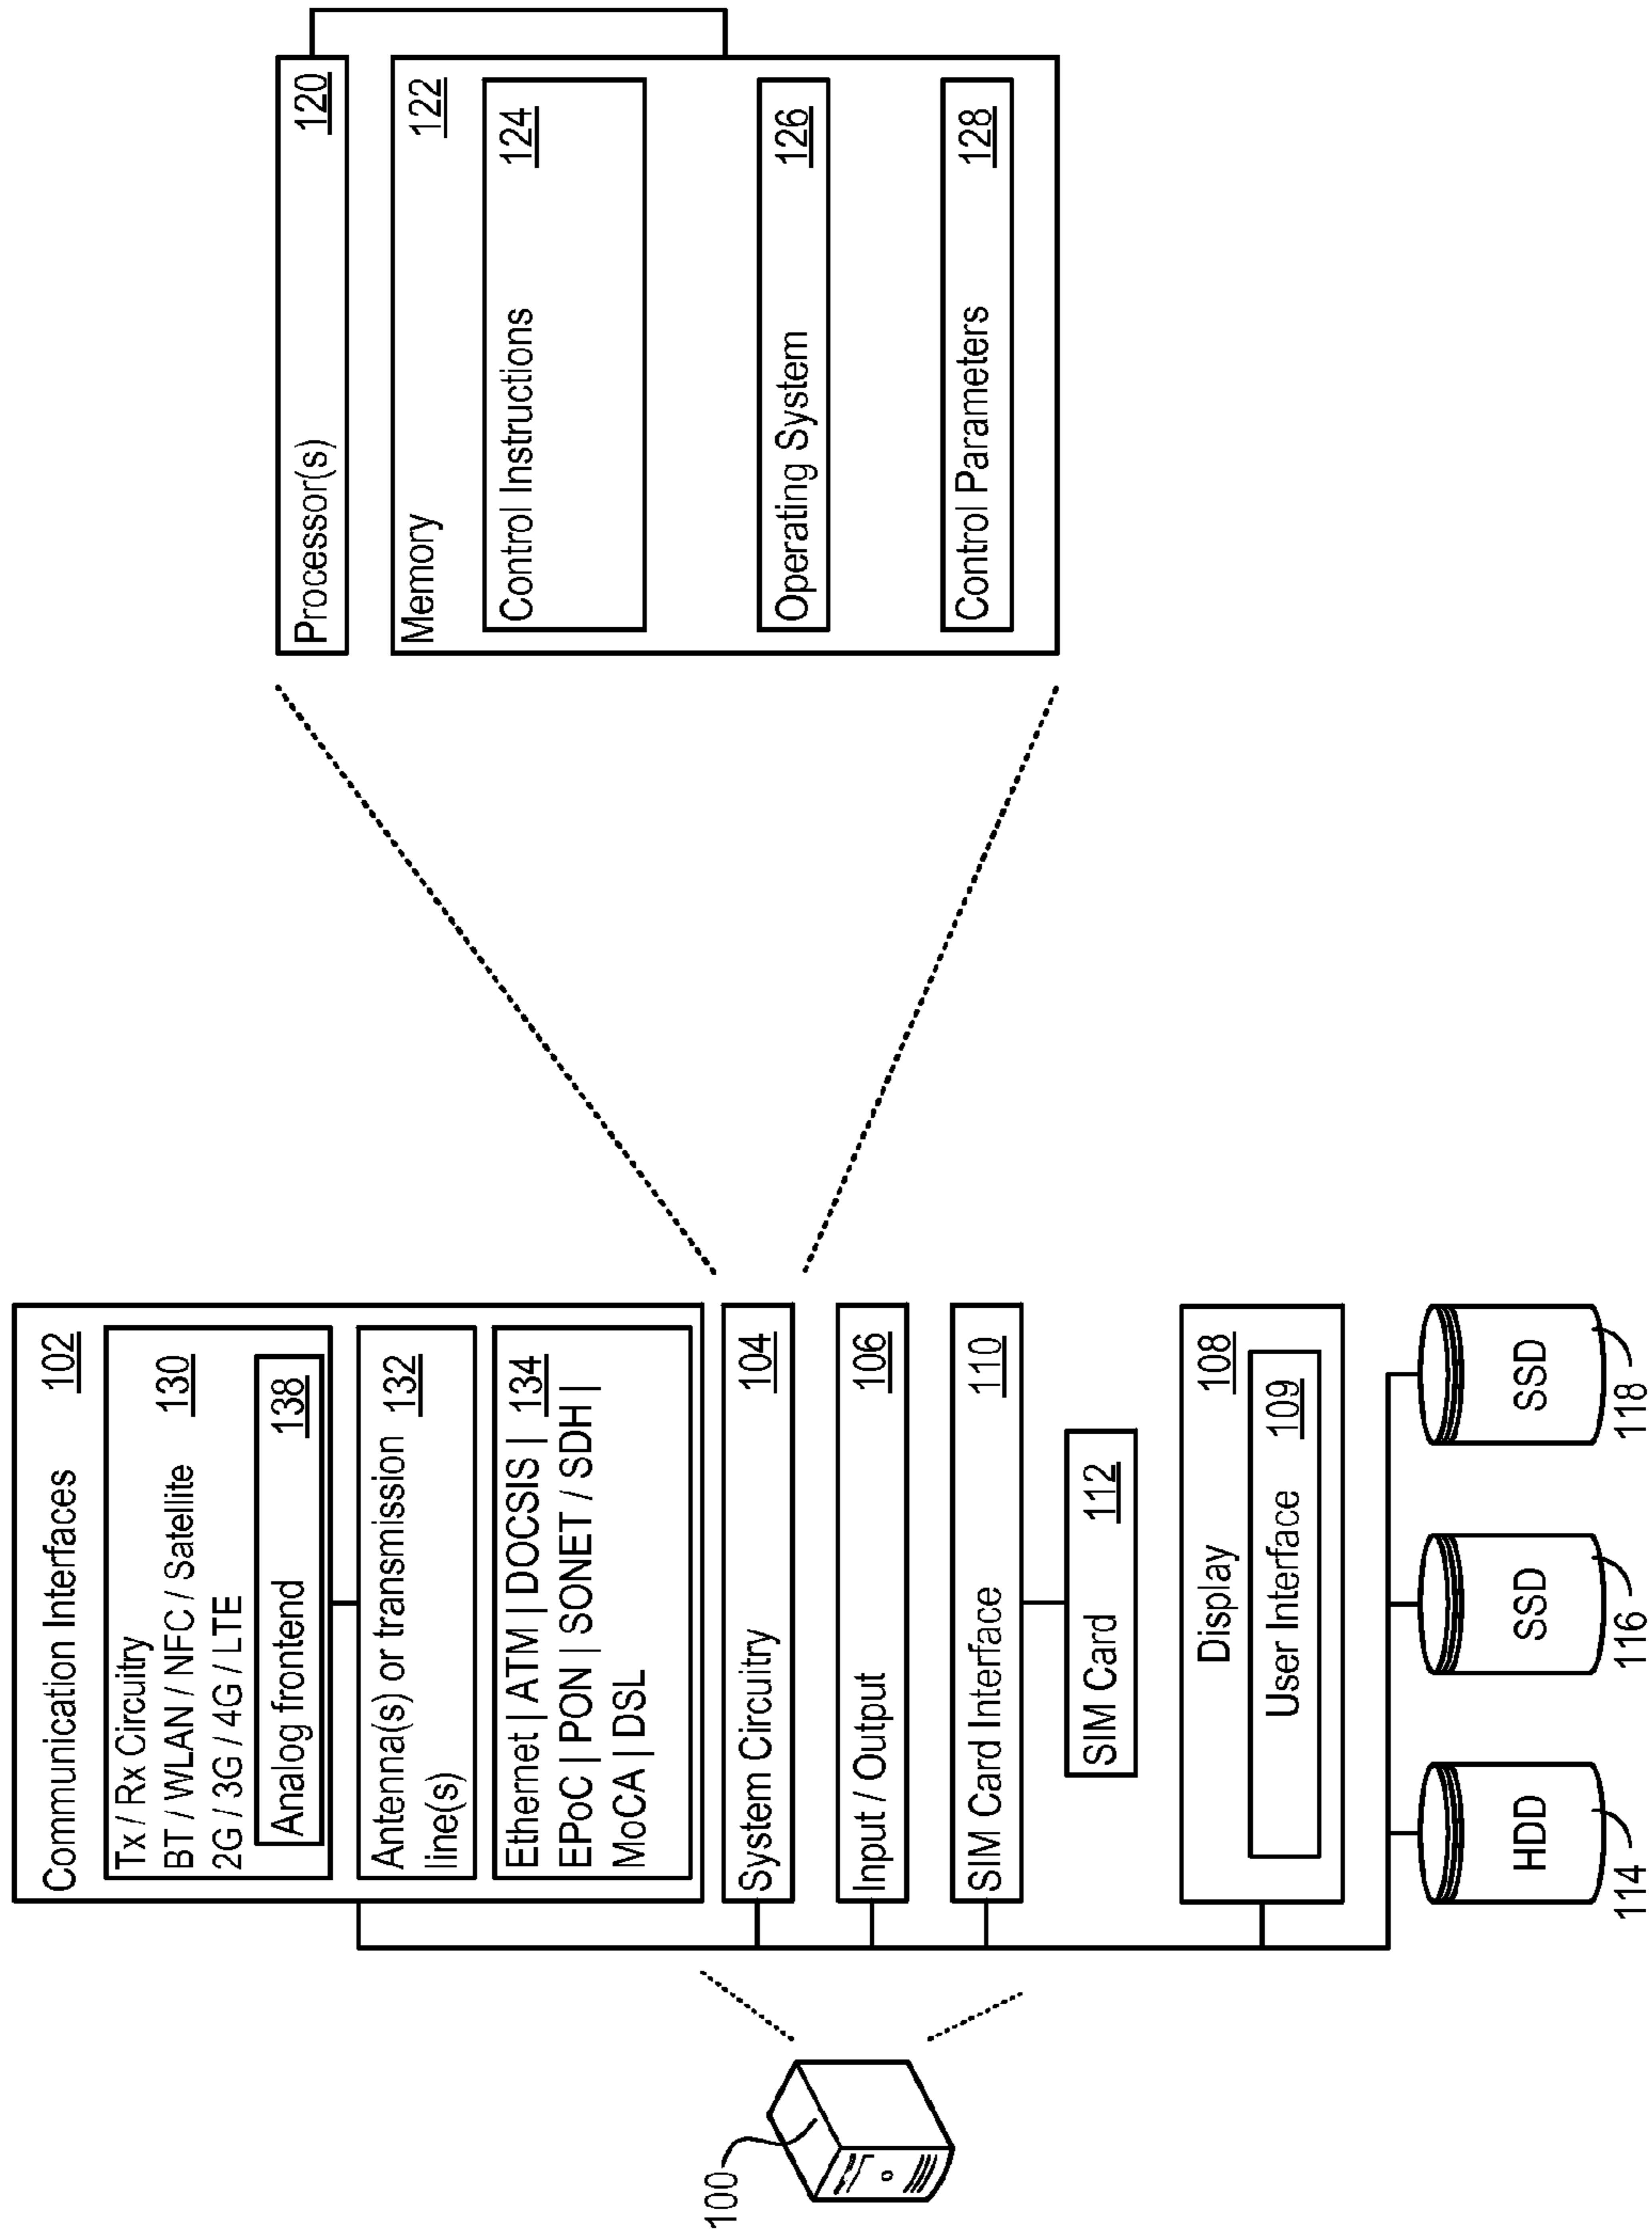 100
Communication Interfaces 102
Tx / Rx Circuitry
BT / WLAN / NFC / Satellite 130
2G / 3G / 4G / LTE
Analog frontend 138
Antenna(s) or transmission 132
line(s)
Ethernet | ATM | DOCSIS | 134
EPoC | PON | SONET / SDH |
MoCA | DSL
System Circuitry 104
Input / Output 106
SIM Card Interface 110
SIM Card 112
Display 108
User Interface 109
HDD
114
SSD
116
SSD
118
Processor(s) 120
Memory 122
Control Instructions 124
Operating System 126
Control Parameters 128